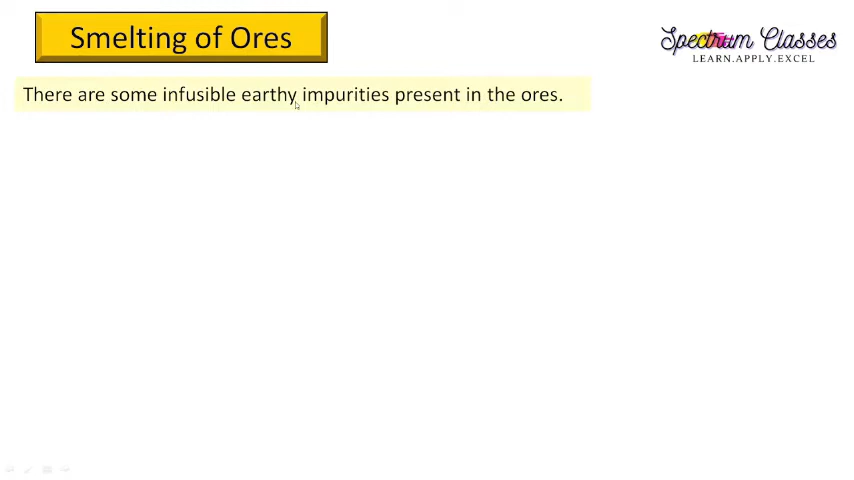 Smelting of Ores
Spectrum Classes
LEARN.APPLY.EXCEL
There are some infusible earthy impurities present in the ores.